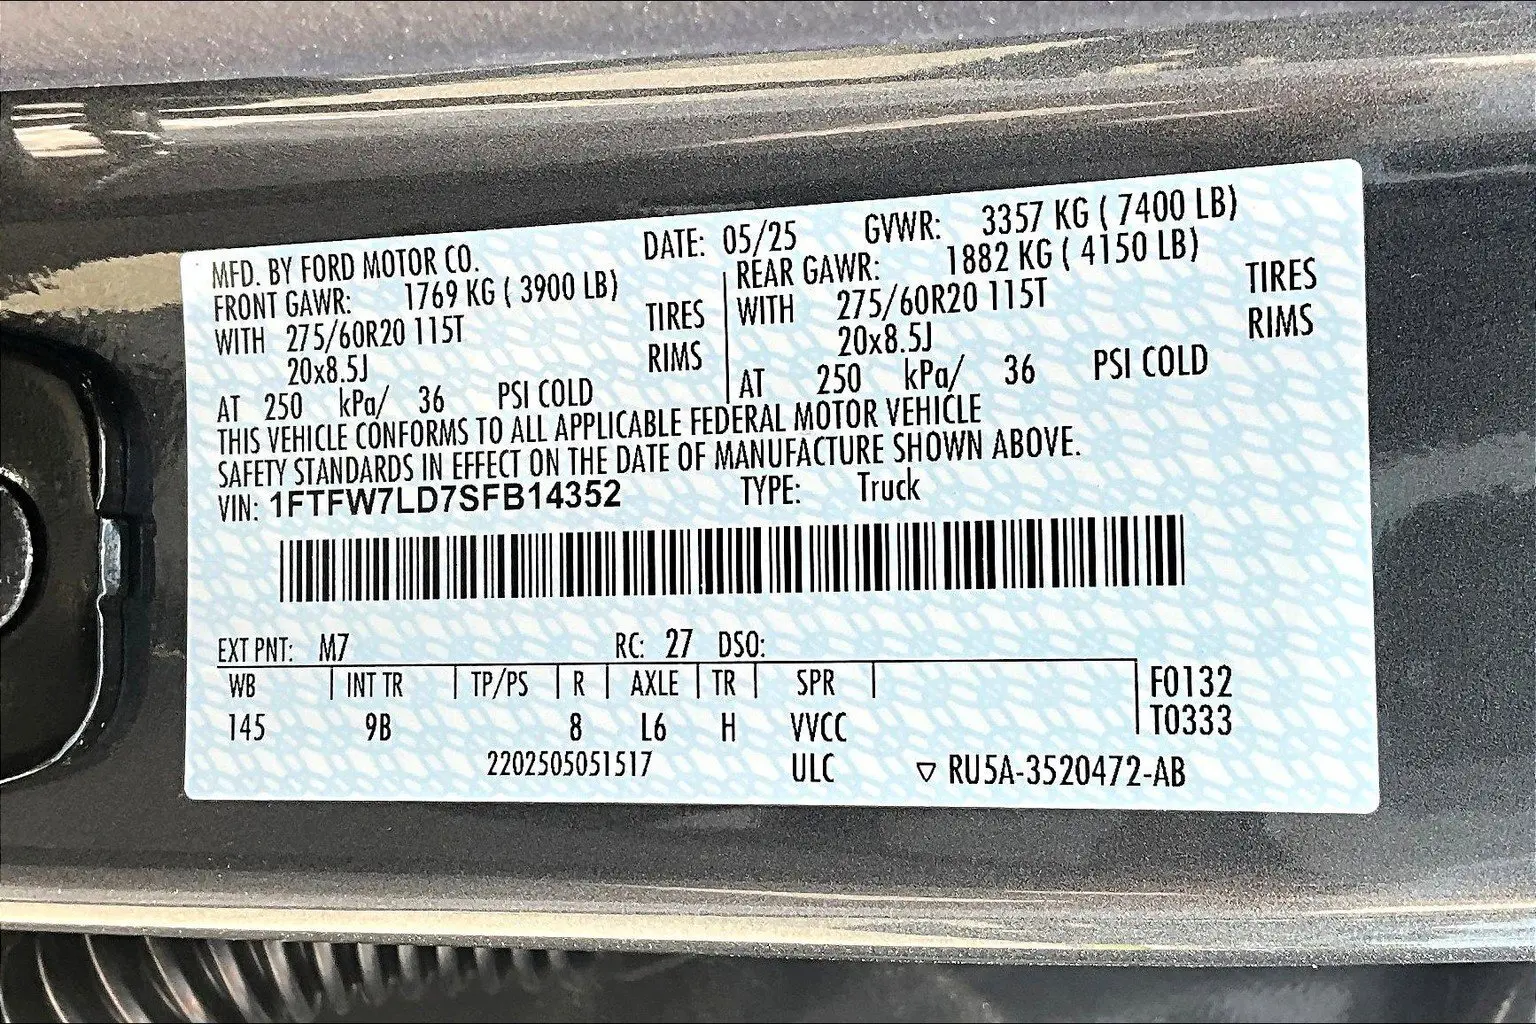 MFD. BY FORD MOTOR CO. DATE: 05/25 GVWR: 3357 KG ( 7400 LB)
FRONT GAWR: 1769 KG ( 3900 LB) REAR GAWR: 1882 KG ( 4150 LB)
WITH 275/60R20 115T TIRES WITH 275/60R20 115T TIRES
20x8.5J RIMS 20x8.5J RIMS
AT 250 kPa/ 36 PSI COLD AT 250 kPa/ 36 PSI COLD
THIS VEHICLE CONFORMS TO ALL APPLICABLE FEDERAL MOTOR VEHICLE
SAFETY STANDARDS IN EFFECT ON THE DATE OF MANUFACTURE SHOWN ABOVE.
VIN: 1FTFW7LD7SFB14352 TYPE: Truck
EXT PNT: M7 RC: 27 DSO:
WB INT TR TP/PS R AXLE TR SPR F0132
145 9B 8 L6 H VVCC T0333
2202505051517 ULC ▽ RU5A-3520472-AB